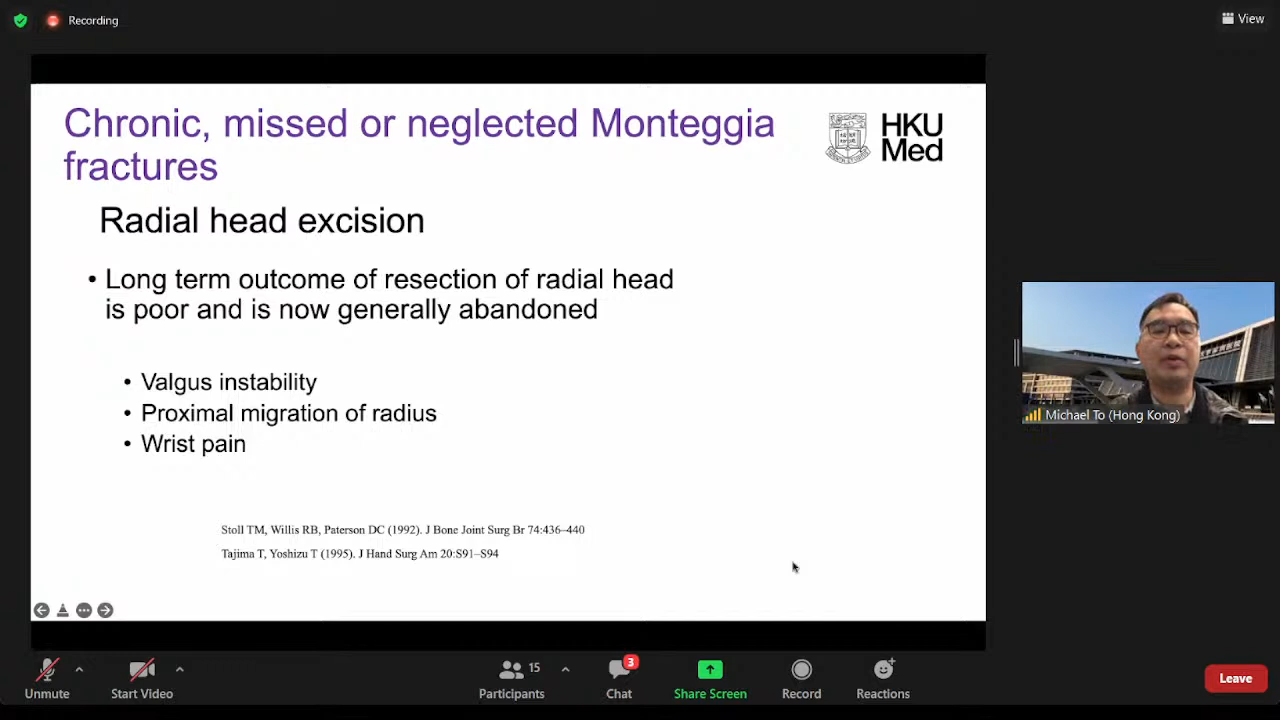 Recording
View
Chronic, missed or neglected Monteggia
fractures
HKU
Med
Radial head excision
• Long term outcome of resection of radial head
is poor and is now generally abandoned
• Valgus instability
• Proximal migration of radius
• Wrist pain
Stoll TM, Willis RB, Paterson DC (1992). J Bone Joint Surg Br 74:436–440
Tajima T, Yoshizu T (1995). J Hand Surg Am 20:S91–S94
Michael To (Hong Kong)
15
3
Unmute
Start Video
Participants
Chat
Share Screen
Record
Reactions
Leave